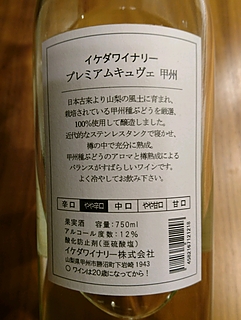 イケダワイナリー
プレミアムキュヴェ 甲州
日本古来より山梨の風土に育まれ、
栽培されている甲州種ぶどうを厳選、
100%使用して醸造しました。
近代的なステンレスタンクで寝かせ、
樽の中で充分に熟成。
甲州種ぶどうのアロマと樽熟成による
バランスがすばらしいワインです。
よく冷やしてお飲み下さい。
辛口 やや辛口 中口 やや甘口 甘口
果実酒 容量:750ml
アルコール度数:12%
酸化防止剤(亜硫酸塩)
イケダワイナリー株式会社
山梨県甲州市勝沼町下岩崎 1943
○ワインは20歳になってから!
4582167121218